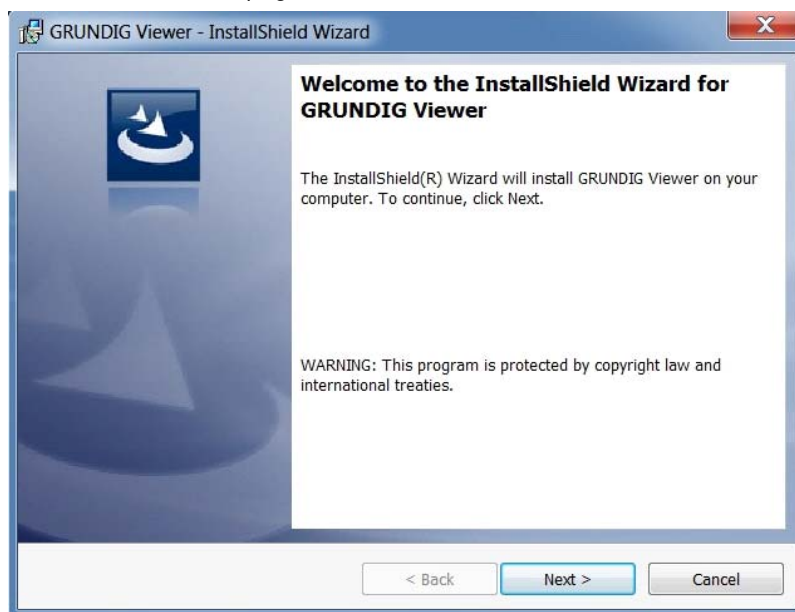 GRUNDIG Viewer - InstallShield Wizard
Welcome to the InstallShield Wizard for
GRUNDIG Viewer
The InstallShield(R) Wizard will install GRUNDIG Viewer on your
computer. To continue, click Next.
WARNING: This program is protected by copyright law and
international treaties.
< Back Next > Cancel